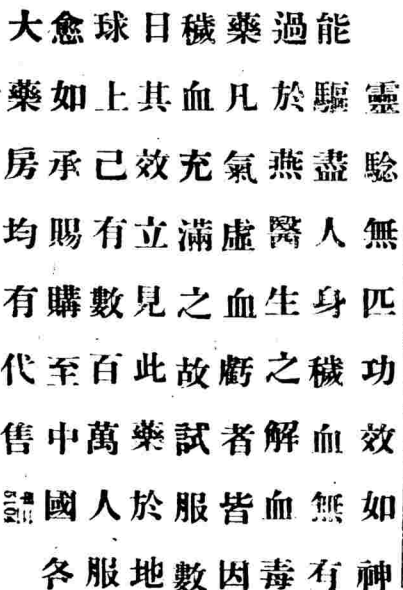 靈騐無匹功效如神
能驅盡人身穢血無有
過於燕醫生之解血毒
藥凡氣虛血虧者皆因
穢血充滿之故試服數
日其效立見此藥於地
球上己有數百萬人服
愈如承賜購至中國各
大藥房均有代售